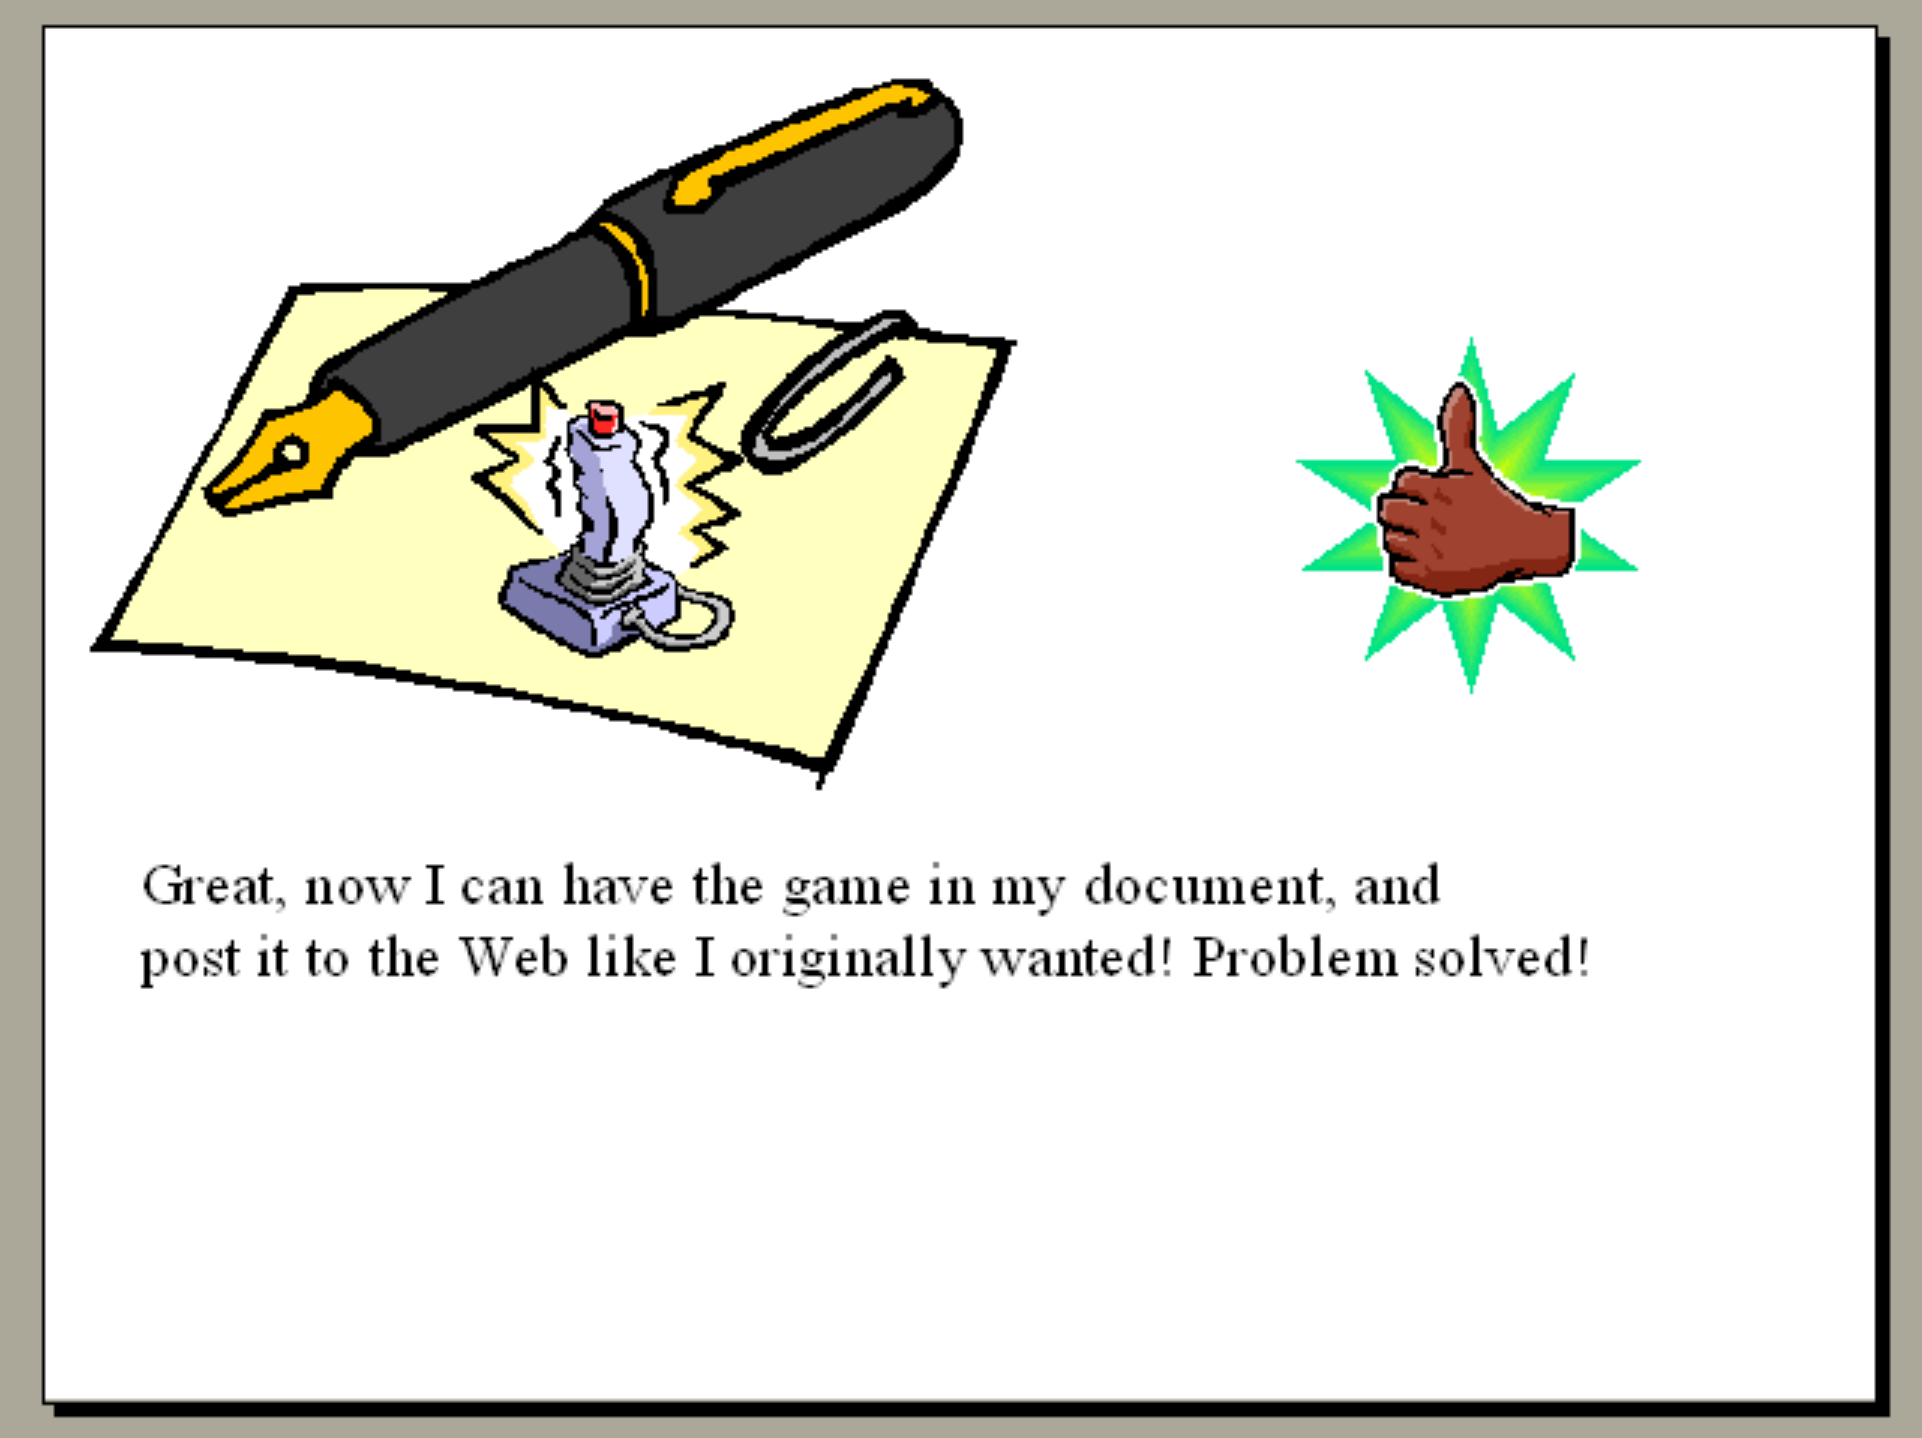 Great, now I can have the game in my document, and
post it to the Web like I originally wanted! Problem solved!